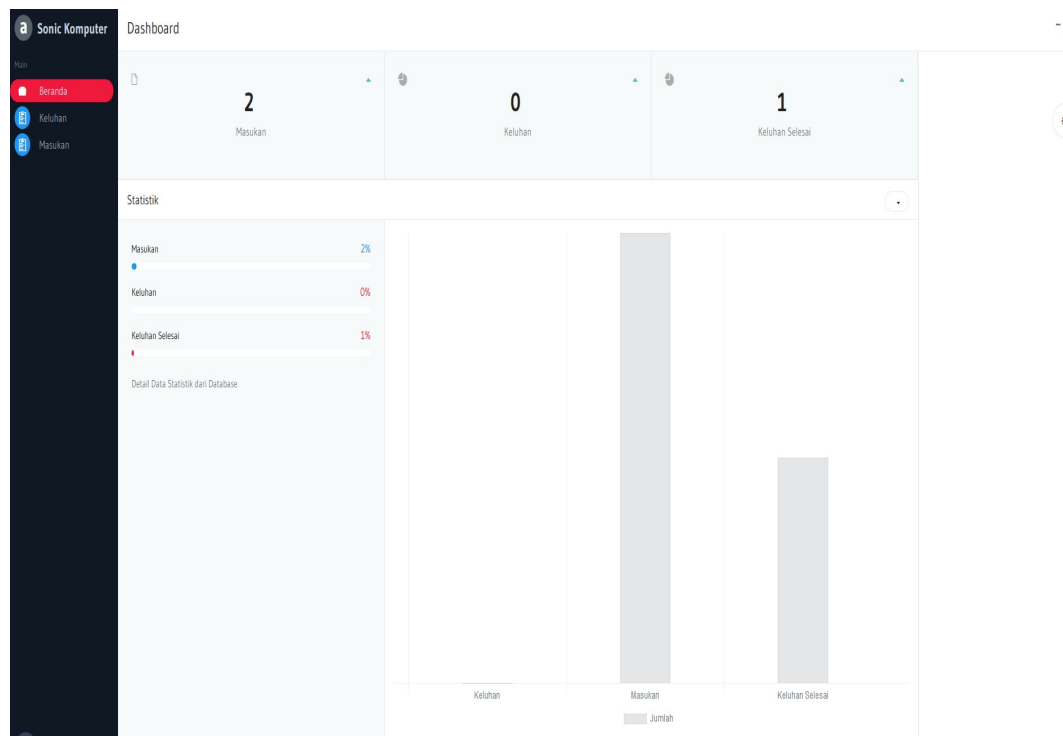 a Sonic Komputer
Dashboard
Main
Beranda
Keluhan
Masukan
2
Masukan
0
Keluhan
1
Keluhan Selesai
Statistik
Masukan 2%
Keluhan 0%
Keluhan Selesai 1%
Detail Data Statistik dari Database
Keluhan Masukan Keluhan Selesai
Jumlah